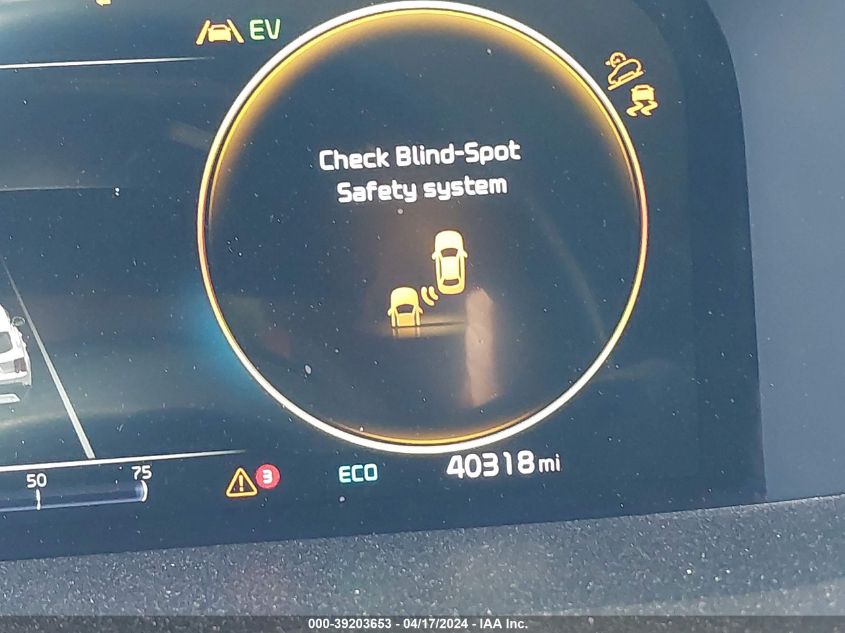 EV
Check Blind-Spot
Safety system
50
75
3
ECO
40318 mi
000-39203653 - 04/17/2024 - IAA Inc.